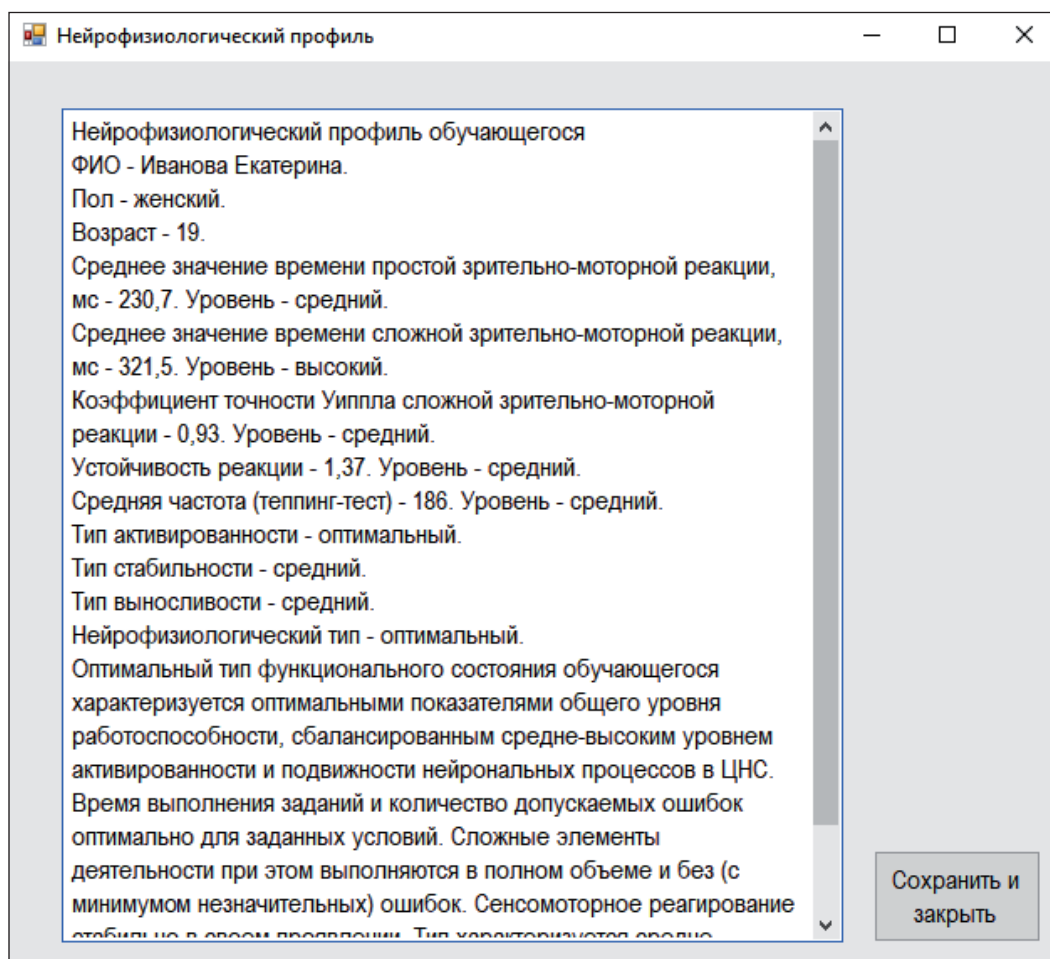 Нейрофизиологический профиль
Нейрофизиологический профиль обучающегося
ФИО - Иванова Екатерина.
Пол - женский.
Возраст - 19.
Среднее значение времени простой зрительно-моторной реакции,
мс - 230,7. Уровень - средний.
Среднее значение времени сложной зрительно-моторной реакции,
мс - 321,5. Уровень - высокий.
Коэффициент точности Уиппла сложной зрительно-моторной
реакции - 0,93. Уровень - средний.
Устойчивость реакции - 1,37. Уровень - средний.
Средняя частота (теппинг-тест) - 186. Уровень - средний.
Тип активированности - оптимальный.
Тип стабильности - средний.
Тип выносливости - средний.
Нейрофизиологический тип - оптимальный.
Оптимальный тип функционального состояния обучающегося
характеризуется оптимальными показателями общего уровня
работоспособности, сбалансированным средне-высоким уровнем
активированности и подвижности нейрональных процессов в ЦНС.
Время выполнения заданий и количество допускаемых ошибок
оптимально для заданных условий. Сложные элементы
деятельности при этом выполняются в полном объеме и без (с
минимумом незначительных) ошибок. Сенсомоторное реагирование
стабильно в своем проявлении. Тип характеризуется средне
Сохранить и
закрыть